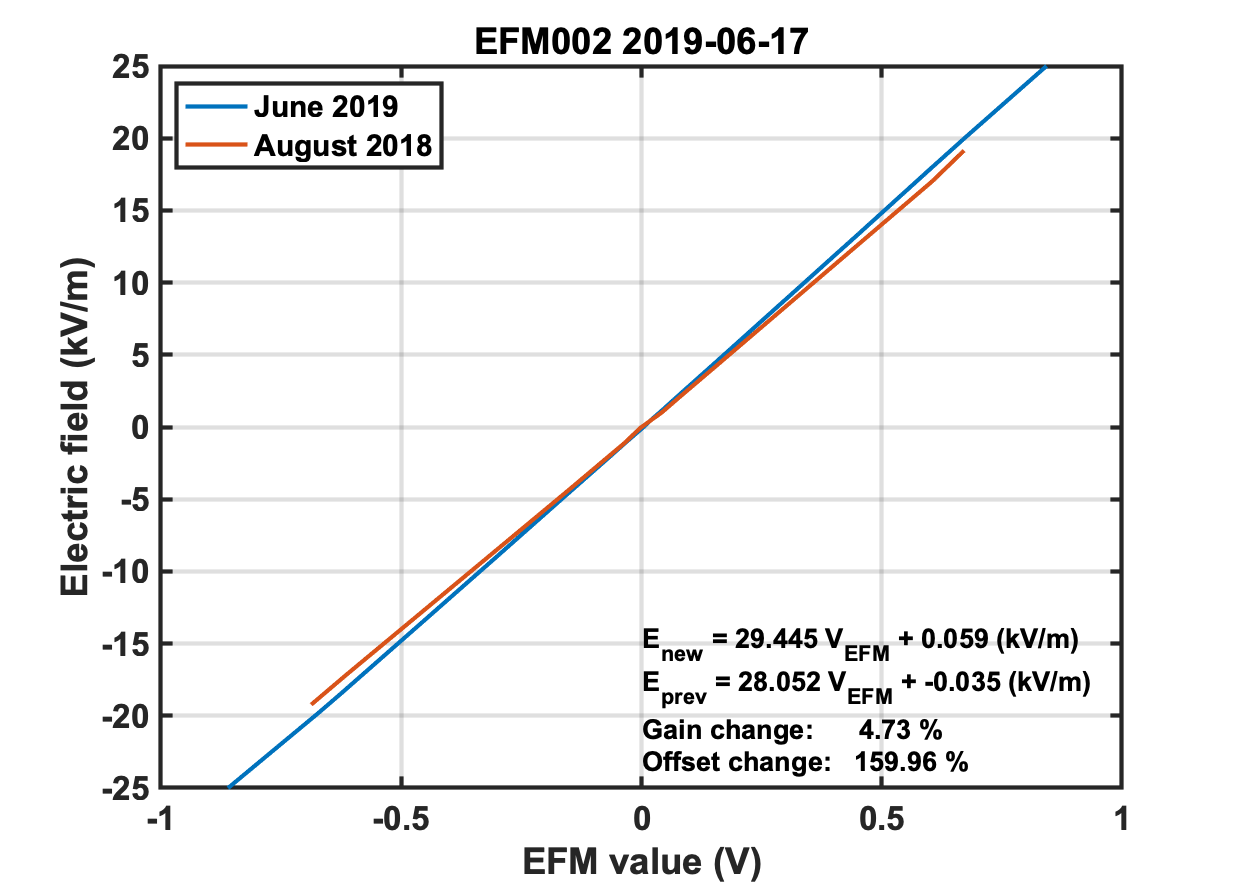 EFM002 2019-06-17
June 2019
August 2018
25
20
15
10
5
0
-5
-10
-15
-20
-25
Electric field (kV/m)
E_new = 29.445 V_EFM + 0.059 (kV/m)
E_prev = 28.052 V_EFM + -0.035 (kV/m)
Gain change: 4.73 %
Offset change: 159.96 %
-1 -0.5 0 0.5 1
EFM value (V)